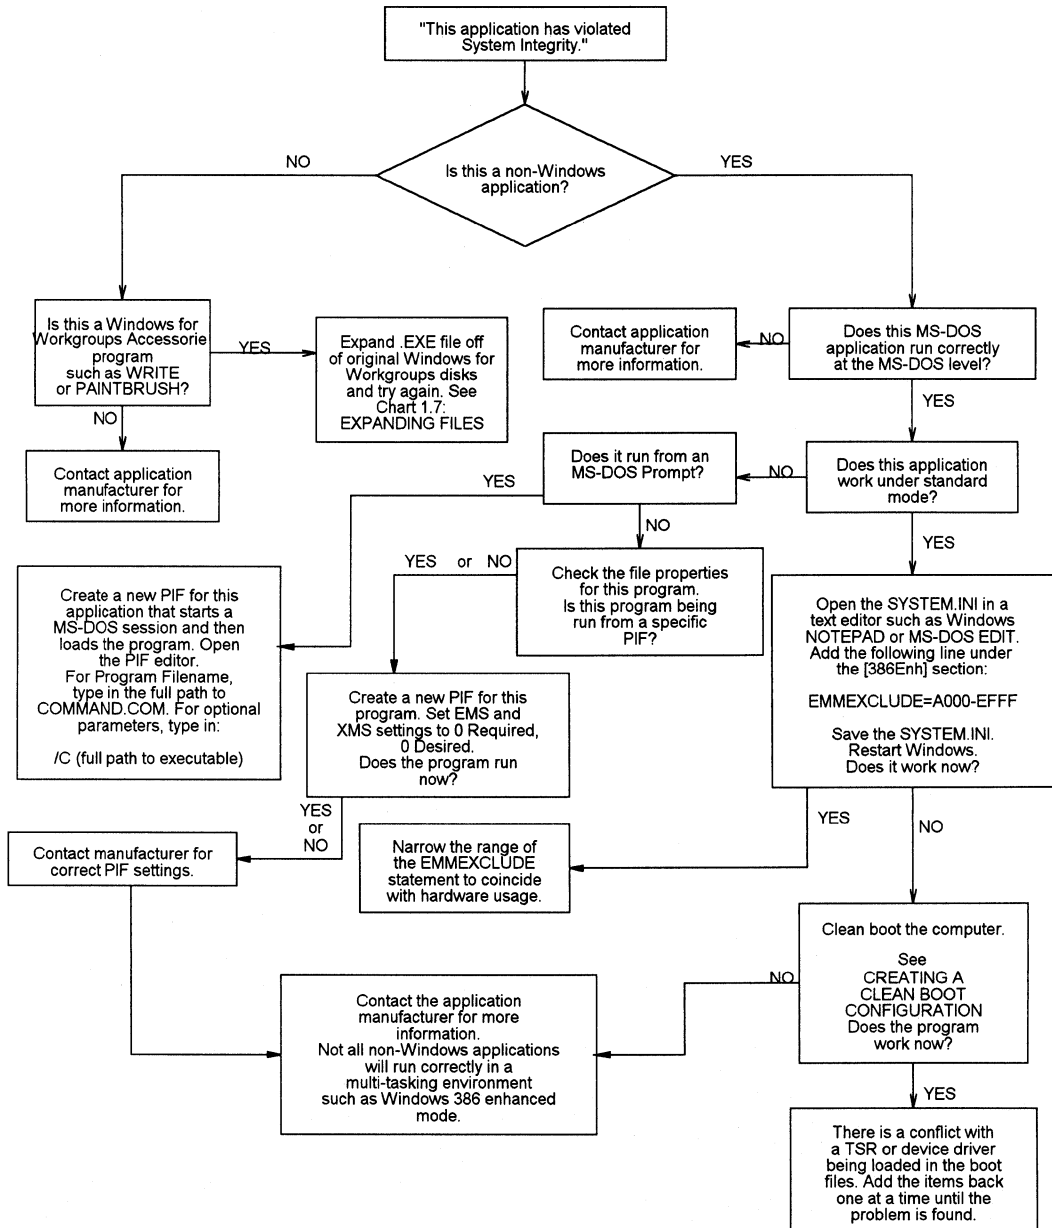 "This application has violated
System Integrity."
Is this a non-Windows
application?
NO
YES
Is this a Windows for
Workgroups Accessorie
program
such as WRITE
or PAINTBRUSH?
YES
Expand .EXE file off
of original Windows for
Workgroups disks
and try again. See
Chart 1.7:
EXPANDING FILES
NO
Contact application
manufacturer for
more information.
Contact application
manufacturer for
more information.
NO
Does this MS-DOS
application run correctly
at the MS-DOS level?
YES
Does it run from an
MS-DOS Prompt?
NO
Does this application
work under standard
mode?
YES
NO
YES
YES or NO
Check the file properties
for this program.
Is this program being
run from a specific
PIF?
Create a new PIF for this
application that starts a
MS-DOS session and then
loads the program. Open
the PIF editor.
For Program Filename,
type in the full path to
COMMAND.COM. For optional
parameters, type in:
/C (full path to executable)
Create a new PIF for this
program. Set EMS and
XMS settings to 0 Required,
0 Desired.
Does the program run
now?
Open the SYSTEM.INI in a
text editor such as Windows
NOTEPAD or MS-DOS EDIT.
Add the following line under
the [386Enh] section:
EMMEXCLUDE=A000-EFFF
Save the SYSTEM.INI.
Restart Windows.
Does it work now?
YES
or
NO
YES
NO
Contact manufacturer for
correct PIF settings.
Narrow the range of
the EMMEXCLUDE
statement to coincide
with hardware usage.
Clean boot the computer.
See
CREATING A
CLEAN BOOT
CONFIGURATION
Does the program
work now?
NO
Contact the application
manufacturer for more
information.
Not all non-Windows applications
will run correctly in a
multi-tasking environment
such as Windows 386 enhanced
mode.
YES
There is a conflict with
a TSR or device driver
being loaded in the boot
files. Add the items back
one at a time until the
problem is found.